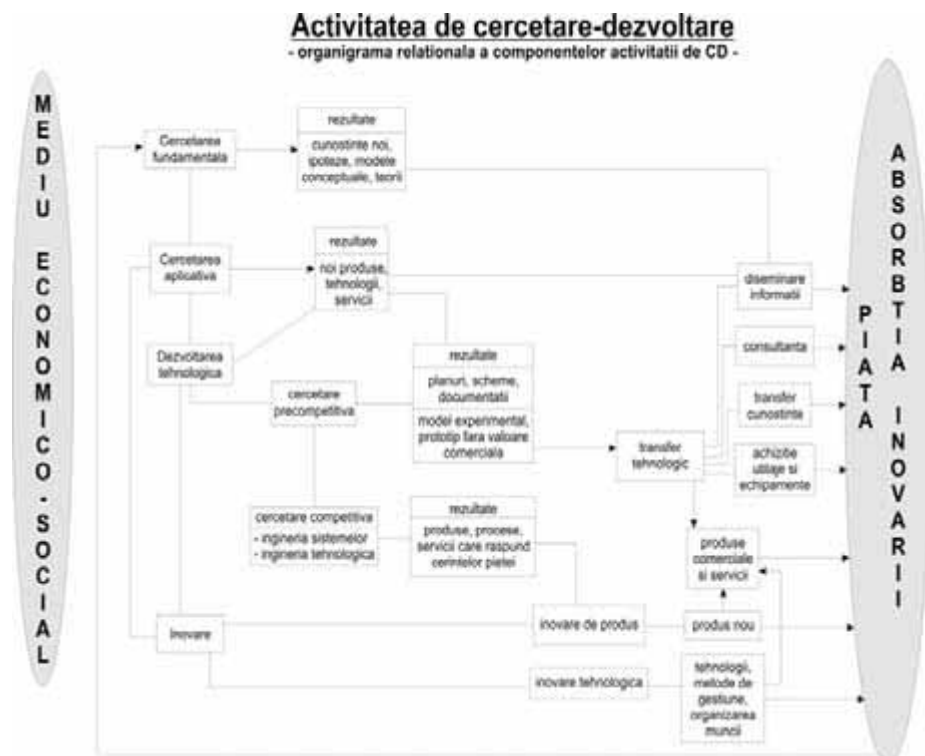 Activitatea de cercetare-dezvoltare
- organigrama relationala a componentelor activitatii de CD -
MEDIU ECONOMICO-SOCIAL
Cercetarea
fundamentala
rezultate
cunostinte noi,
ipoteze, modele
conceptuale, teorii
Cercetarea
aplicativa
rezultate
noi produse,
tehnologii,
servicii
Dezvoltarea
tehnologica
cercetare
precompetitiva
rezultate
planuri, scheme,
documentatii
model experimental,
prototip fara valoare
comerciala
cercetare competitiva
- ingineria sistemelor
- ingineria tehnologica
rezultate
produse, procese,
servicii care raspund
cerintelor pietei
transfer
tehnologic
diseminare
informatii
consultanta
transfer
cunostinte
achizitie
utilaje si
echipamente
produse
comerciale
si servicii
Inovare
inovare de produs
produs nou
inovare tehnologica
tehnologii,
metode de
gestiune,
organizarea
muncii
PIATA
ABSORBTIA INOVARII